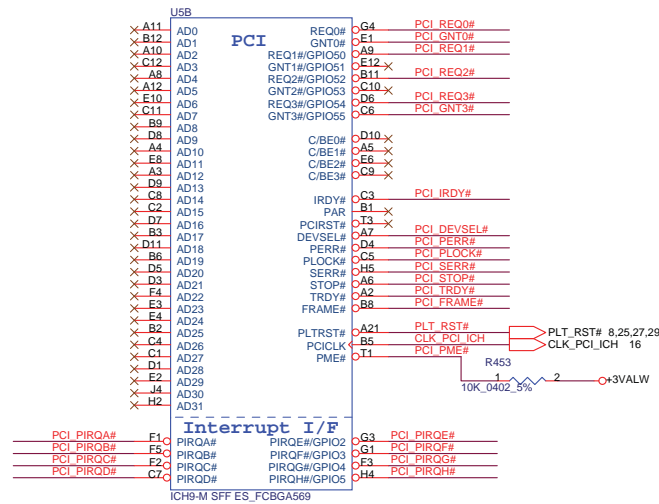 U5B
PCI
A11 AD0 REQ0# G4 PCI_REQ0#
B12 AD1 GNT0# E1 PCI_GNT0#
A10 AD2 REQ1#/GPIO50 A9 PCI_REQ1#
C12 AD3 GNT1#/GPIO51 E12
A8 AD4 REQ2#/GPIO52 B11 PCI_REQ2#
A12 AD5 GNT2#/GPIO53 C10
E10 AD6 REQ3#/GPIO54 D6 PCI_REQ3#
C11 AD7 GNT3#/GPIO55 C6 PCI_GNT3#
B9 AD8
D8 AD9 C/BE0# D10
A4 AD10 C/BE1# A5
E8 AD11 C/BE2# E6
A3 AD12 C/BE3# C9
D9 AD13
C8 AD14 IRDY# C3 PCI_IRDY#
C2 AD15 PAR B1
D7 AD16 PCIRST# T3
B3 AD17 DEVSEL# A7 PCI_DEVSEL#
D11 AD18 PERR# D4 PCI_PERR#
B6 AD19 PLOCK# C5 PCI_PLOCK#
D5 AD20 SERR# H5 PCI_SERR#
D3 AD21 STOP# A6 PCI_STOP#
F4 AD22 TRDY# A2 PCI_TRDY#
E3 AD23 FRAME# B8 PCI_FRAME#
E4 AD24
B2 AD25 PLTRST# A21 PLT_RST# PLT_RST# 8,25,27,29
C4 AD26 PCICLK B5 CLK_PCI_ICH CLK_PCI_ICH 16
C1 AD27 PME# T1 PCI_PME#
D1 AD28
E2 AD29
J4 AD30
H2 AD31
R453
1 2 +3VALW
10K_0402_5%
Interrupt I/F
PCI_PIRQA# F1 PIRQA# PIRQE#/GPIO2 G3 PCI_PIRQE#
PCI_PIRQB# F5 PIRQB# PIRQF#/GPIO3 G1 PCI_PIRQF#
PCI_PIRQC# F2 PIRQC# PIRQG#/GPIO4 F3 PCI_PIRQG#
PCI_PIRQD# C7 PIRQD# PIRQH#/GPIO5 H4 PCI_PIRQH#
ICH9-M SFF ES_FCBGA569